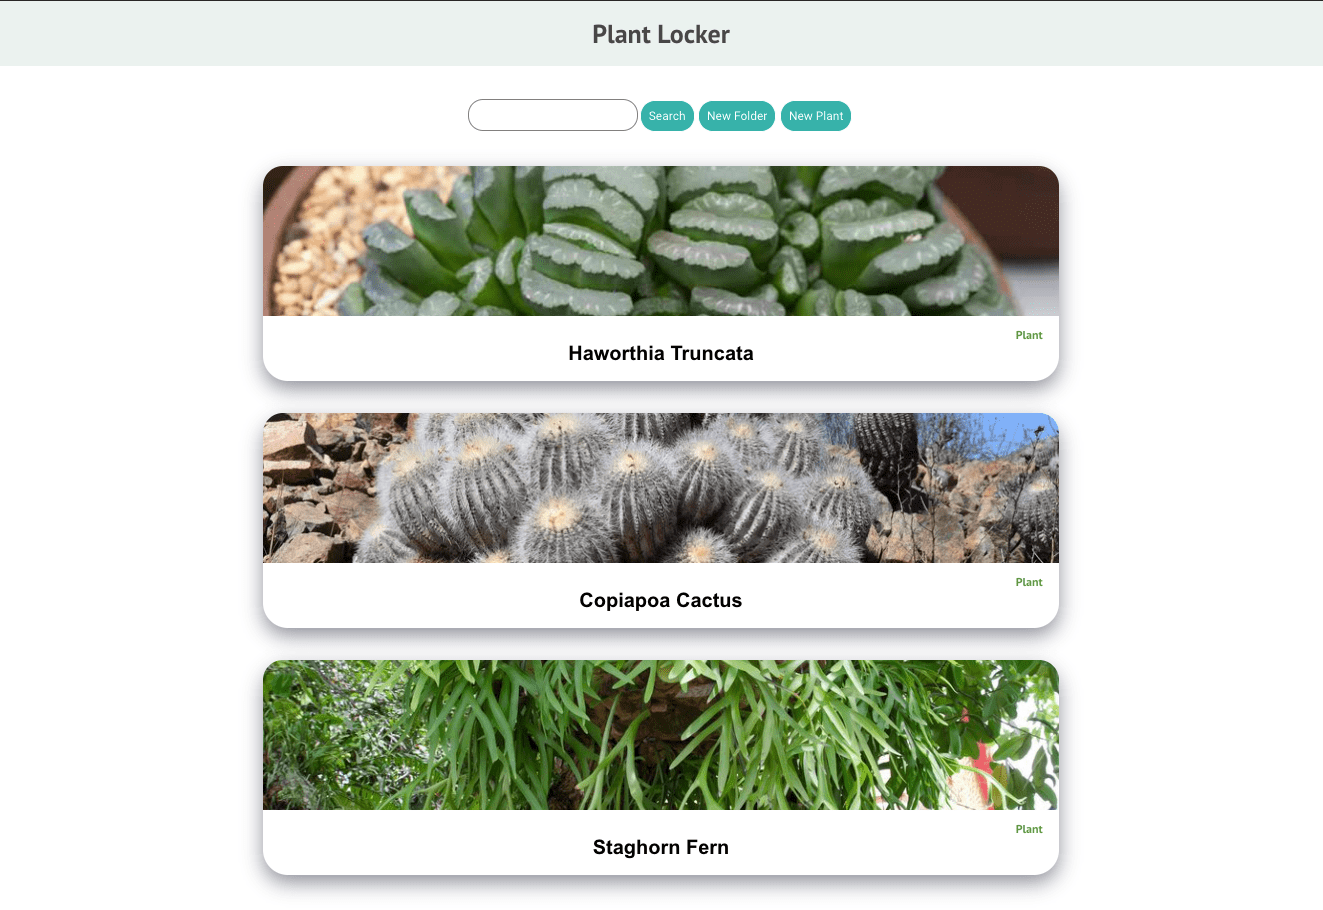 Plant Locker
Search New Folder New Plant
Plant
Haworthia Truncata
Plant
Copiapoa Cactus
Plant
Staghorn Fern